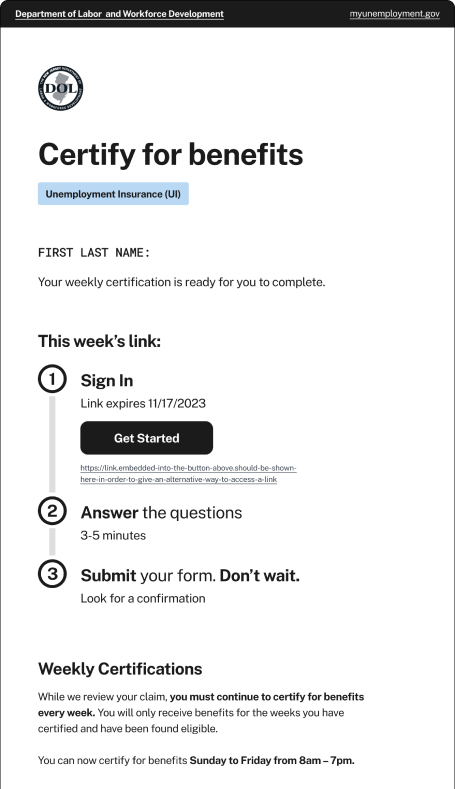 Department of Labor and Workforce Development
myunemployment.gov
DOL
Certify for benefits
Unemployment Insurance (UI)
FIRST LAST NAME:
Your weekly certification is ready for you to complete.
This week’s link:
1
Sign In
Link expires 11/17/2023
Get Started
https://link.embedded-into-the-button-above.should-be-shown-
here-in-order-to-give-an-alternative-way-to-access-a-link
2
Answer the questions
3-5 minutes
3
Submit your form. Don’t wait.
Look for a confirmation
Weekly Certifications
While we review your claim, you must continue to certify for benefits
every week. You will only receive benefits for the weeks you have
certified and have been found eligible.
You can now certify for benefits Sunday to Friday from 8am – 7pm.